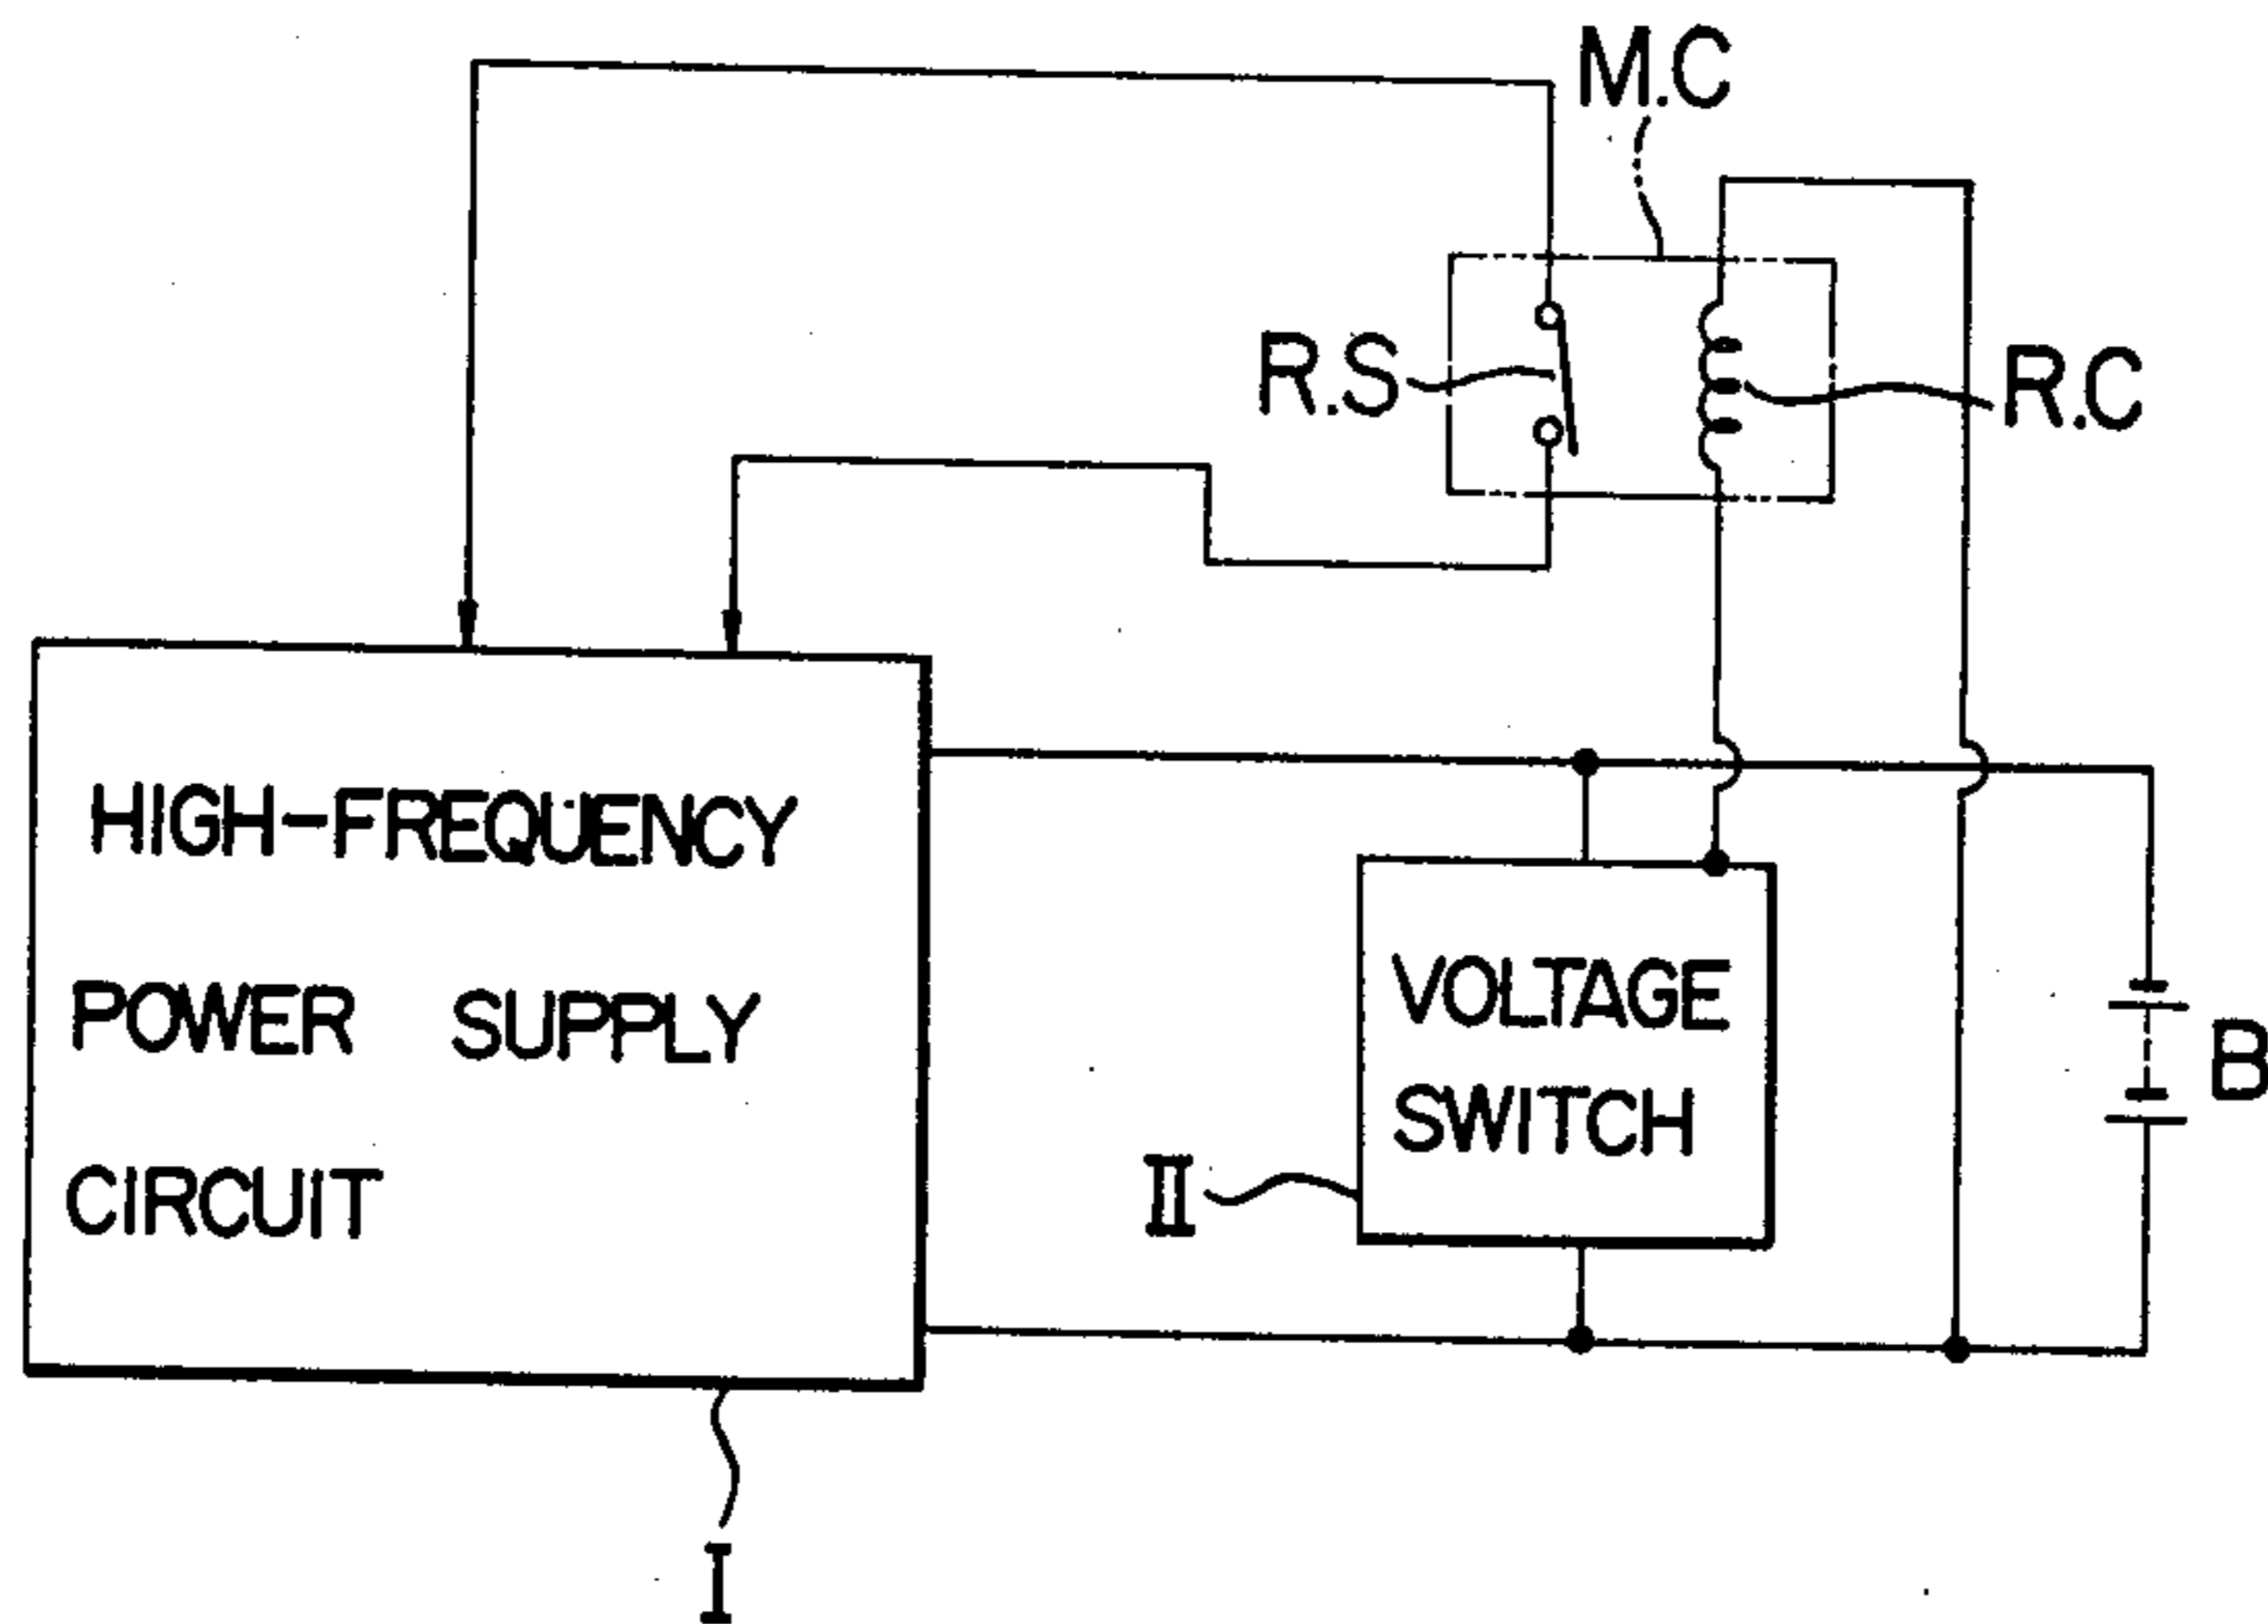 M.C
R.S
R.C
HIGH-FREQUENCY
POWER SUPPLY
CIRCUIT
VOLTAGE
SWITCH
B
II
I